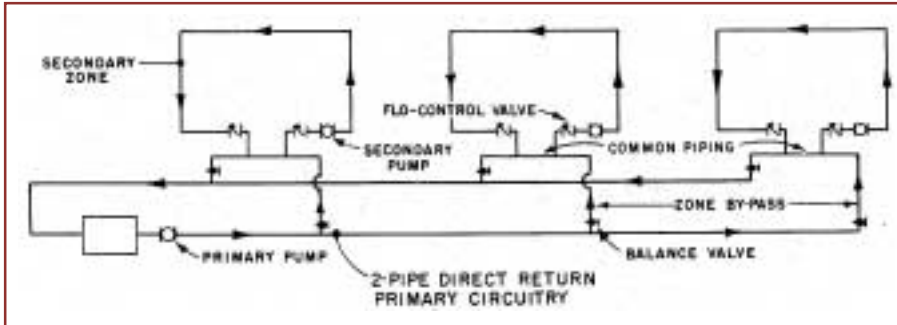 SECONDARY
ZONE
FLO-CONTROL VALVE
SECONDARY
PUMP
COMMON PIPING
ZONE BY-PASS
PRIMARY PUMP
BALANCE VALVE
2-PIPE DIRECT RETURN
PRIMARY CIRCUITRY